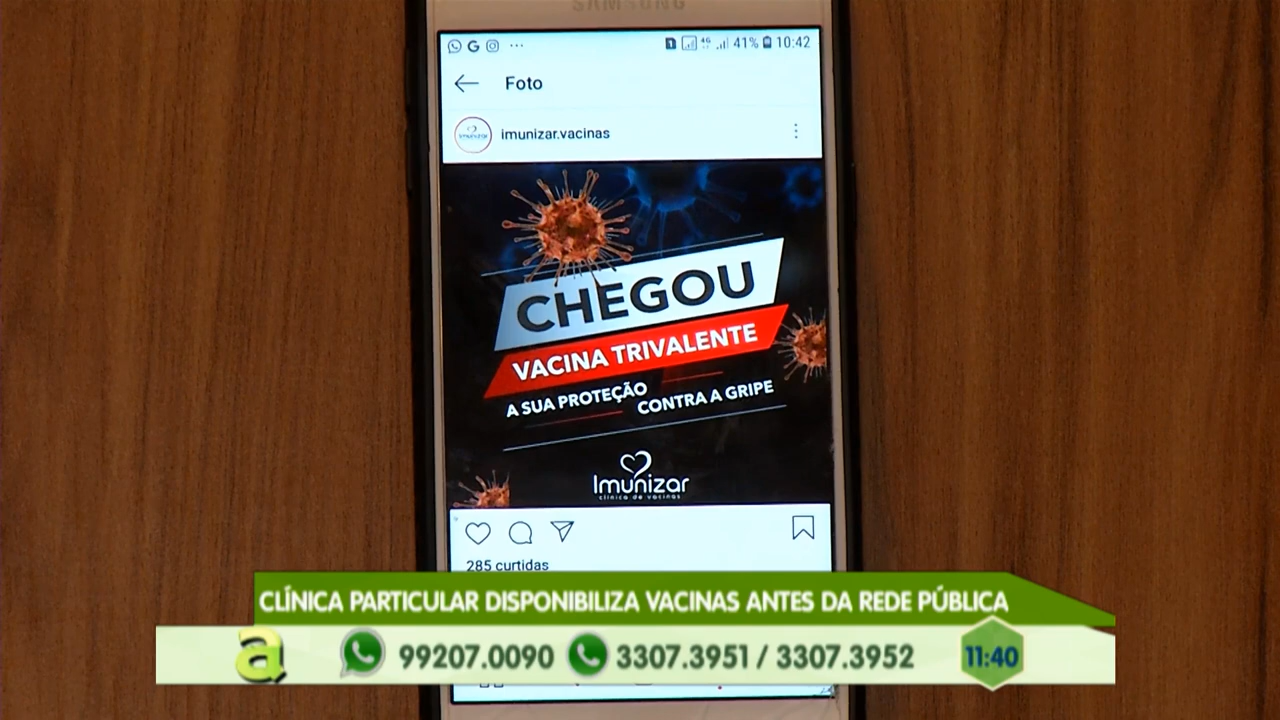 SAMSUNG
41% 10:42
Foto
imunizar.vacinas
CHEGOU
VACINA TRIVALENTE
A SUA PROTEÇÃO
CONTRA A GRIPE
Imunizar
clínica de vacinas
285 curtidas
CLÍNICA PARTICULAR DISPONIBILIZA VACINAS ANTES DA REDE PÚBLICA
a 99207.0090 3307.3951 / 3307.3952 11:40